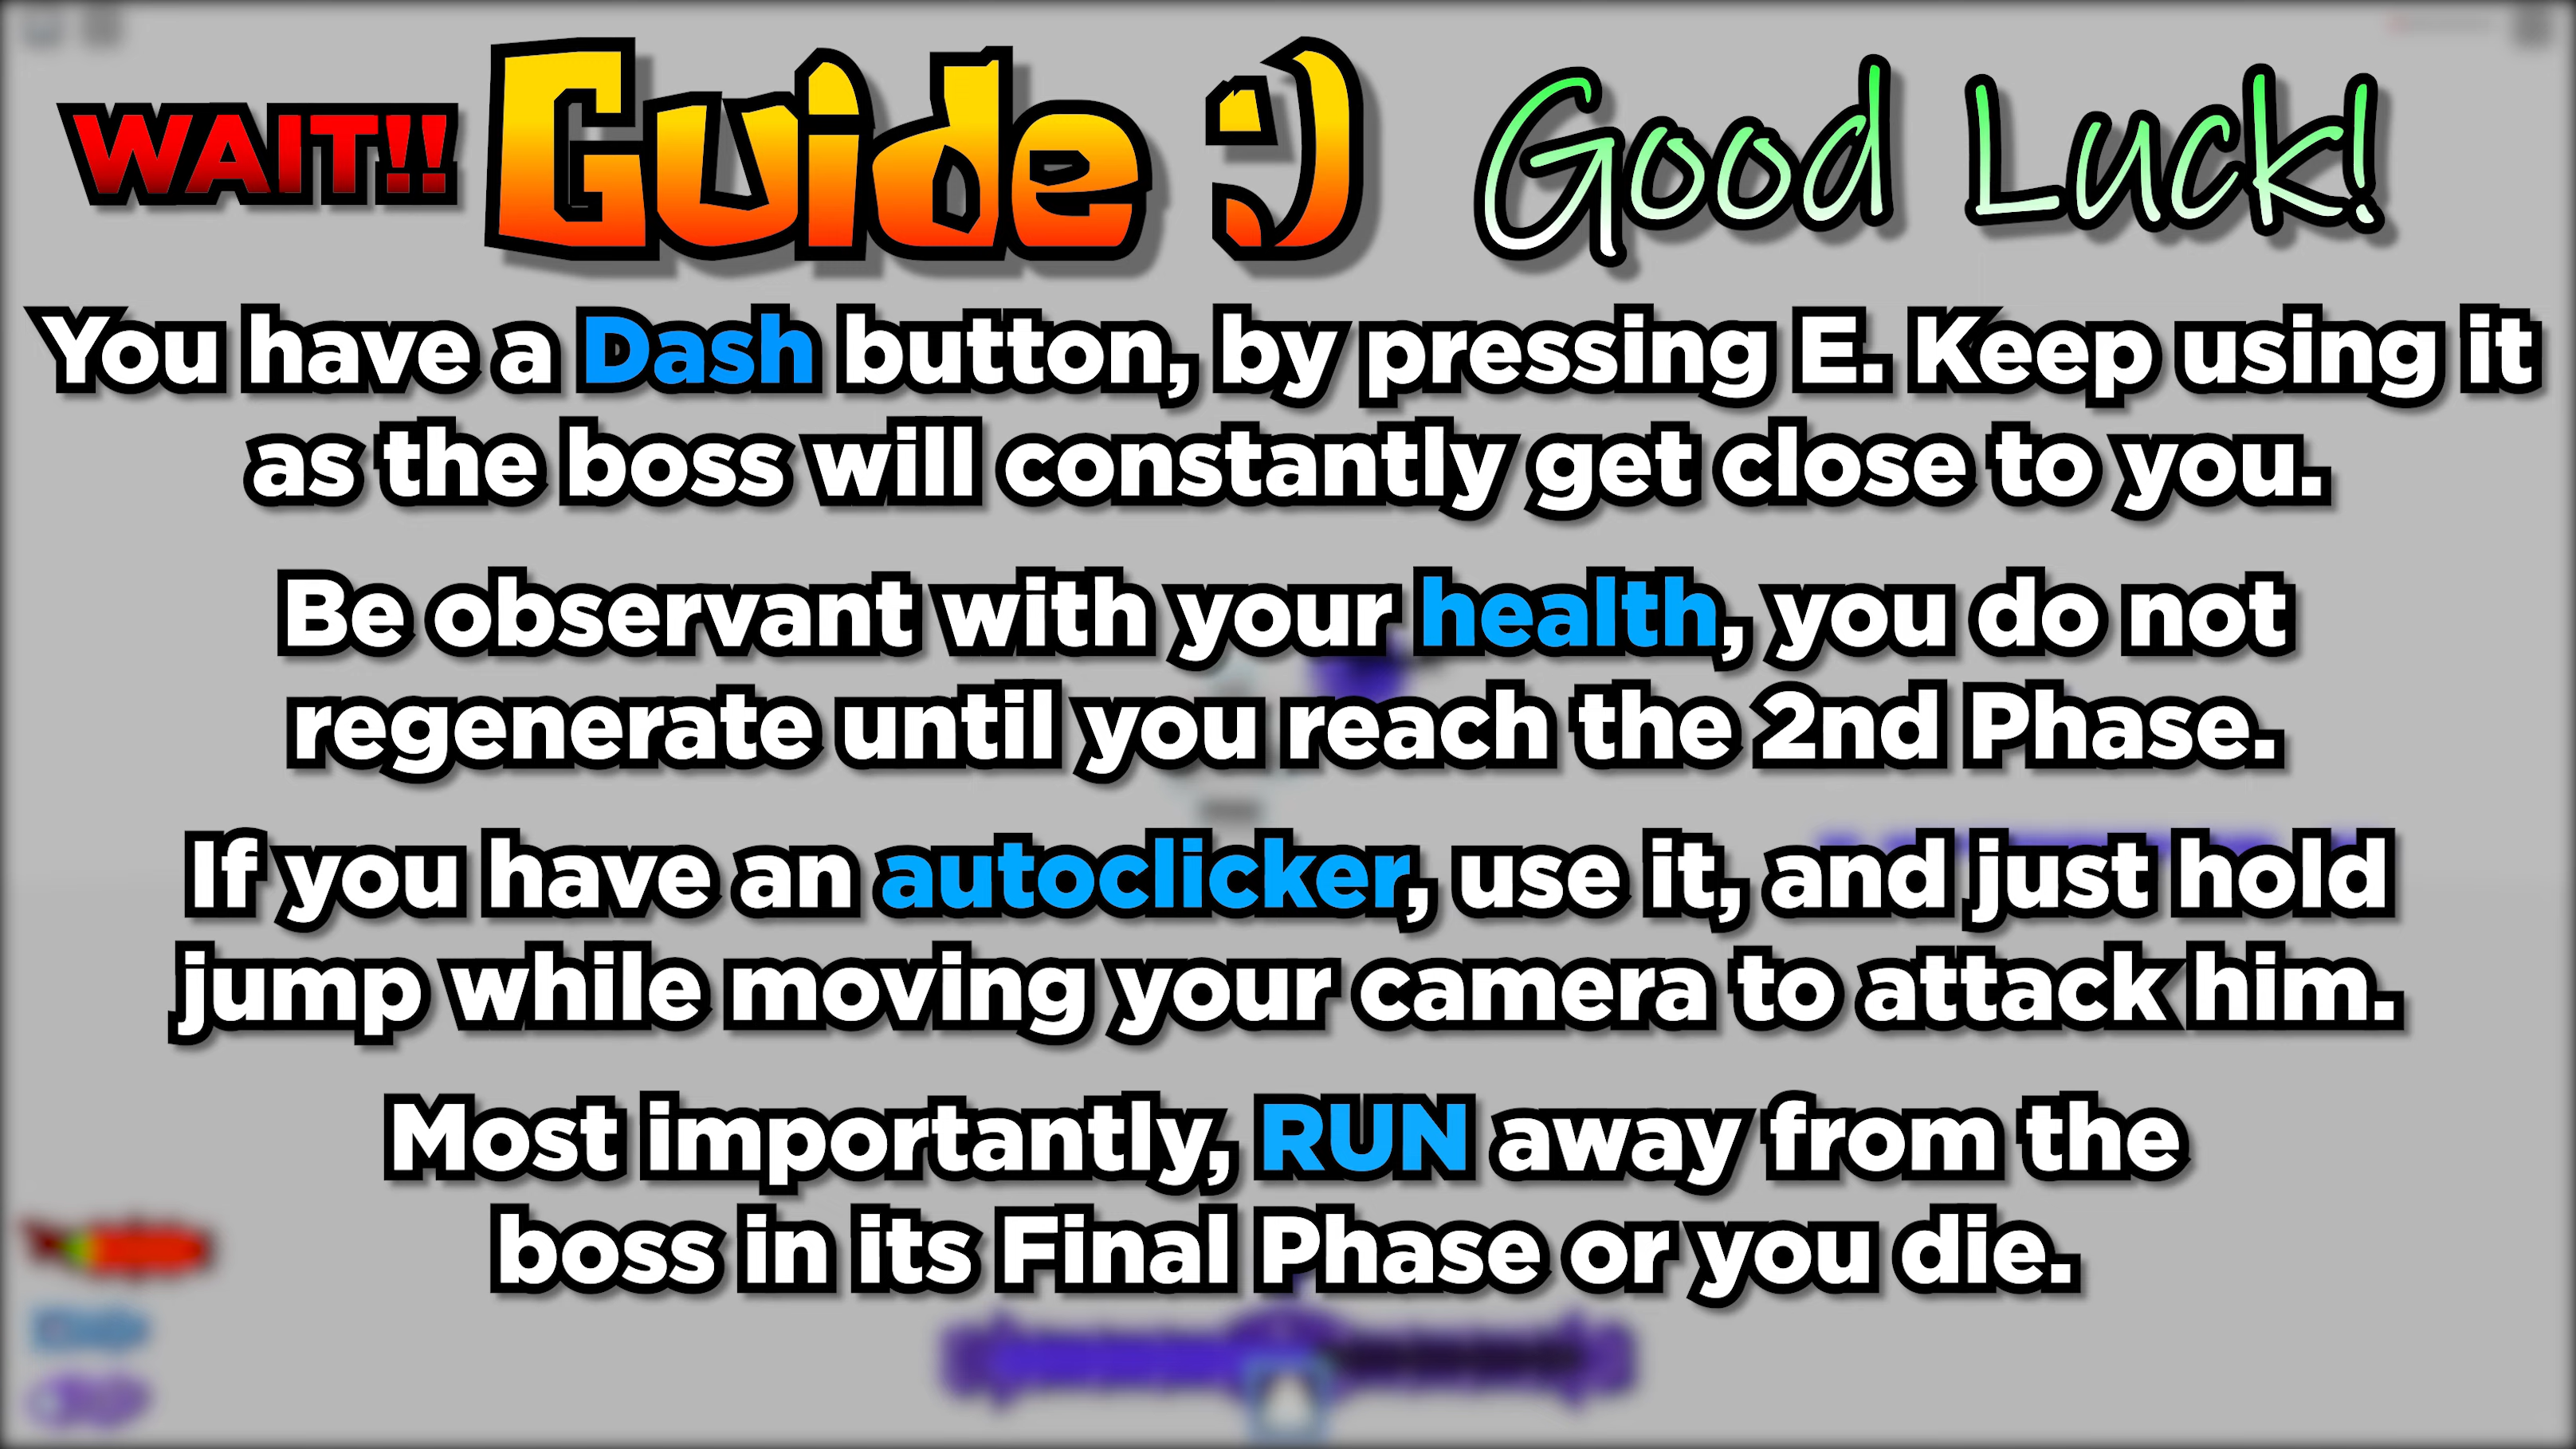 WAIT!! Guide :) Good Luck!
You have a Dash button, by pressing E. Keep using it
as the boss will constantly get close to you.
Be observant with your health, you do not
regenerate until you reach the 2nd Phase.
If you have an autoclicker, use it, and just hold
jump while moving your camera to attack him.
Most importantly, RUN away from the
boss in its Final Phase or you die.